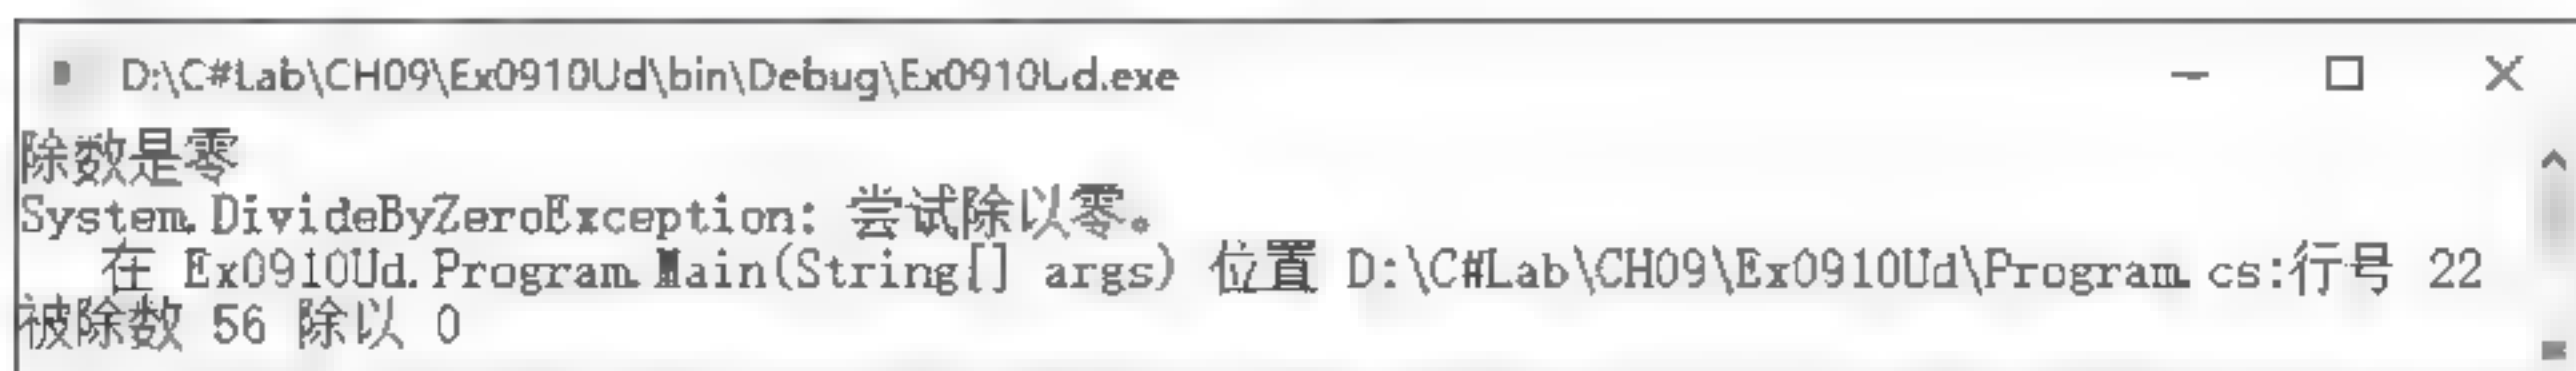 D:\C#Lab\CH09\Ex0910Ud\bin\Debug\Ex0910Ud.exe
除数是零
System.DivideByZeroException: 尝试除以零。
在 Ex0910Ud.Program.Main(String[] args) 位置 D:\C#Lab\CH09\Ex0910Ud\Program.cs:行号 22
被除数 56 除以 0